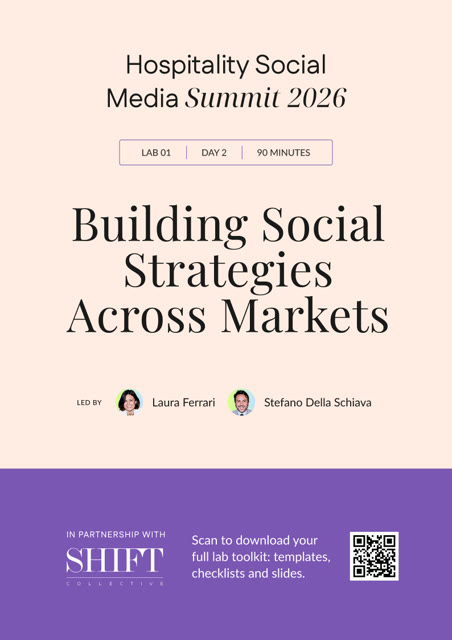 Hospitality Social
Media Summit 2026
LAB 01
DAY 2
90 MINUTES
Building Social
Strategies
Across Markets
LED BY
Laura Ferrari
Stefano Della Schiava
IN PARTNERSHIP WITH
SHIFT
COLLECTIVE
Scan to download your
full lab toolkit: templates,
checklists and slides.